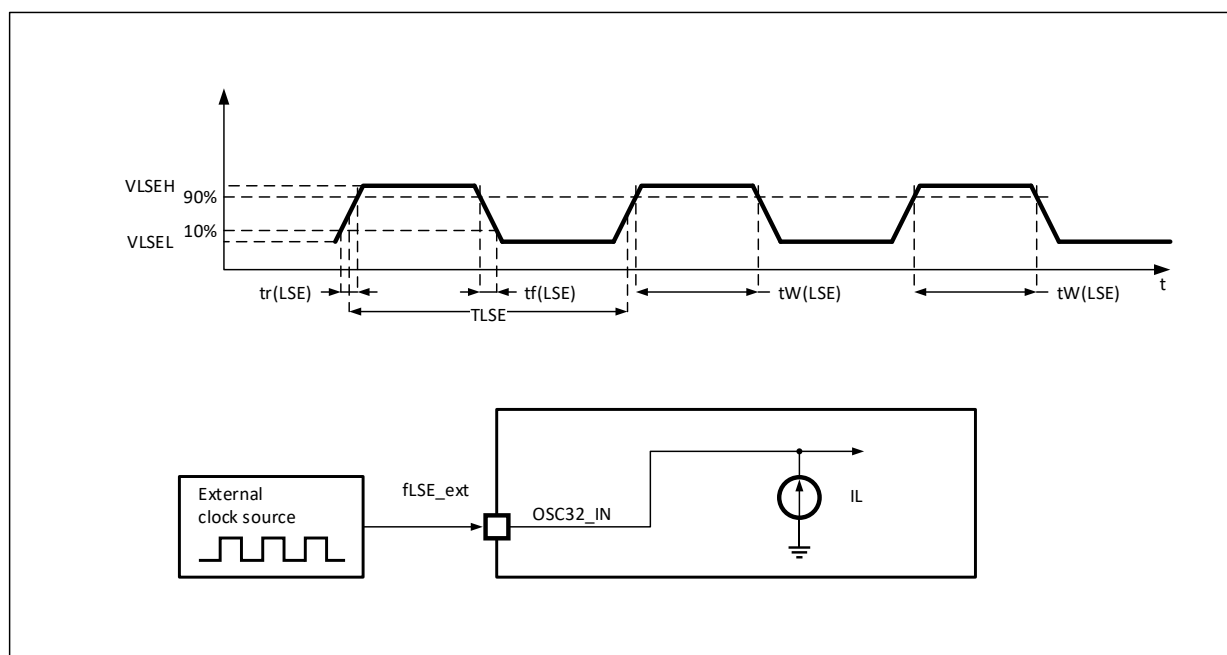 VLSEH
90%
10%
VLSEL
t
tr(LSE)
tf(LSE)
tW(LSE)
tW(LSE)
TLSE
External
clock source
fLSE_ext
OSC32_IN
IL